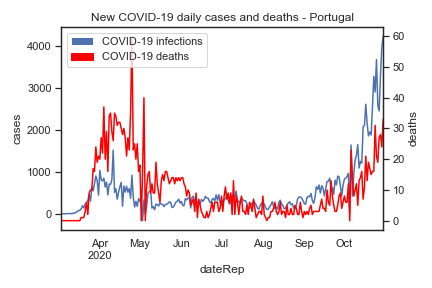 New COVID-19 daily cases and deaths - Portugal
COVID-19 infections
COVID-19 deaths
4000
3000
2000
1000
0
cases
60
50
40
30
20
10
0
deaths
Apr May Jun Jul Aug Sep Oct
2020
dateRep